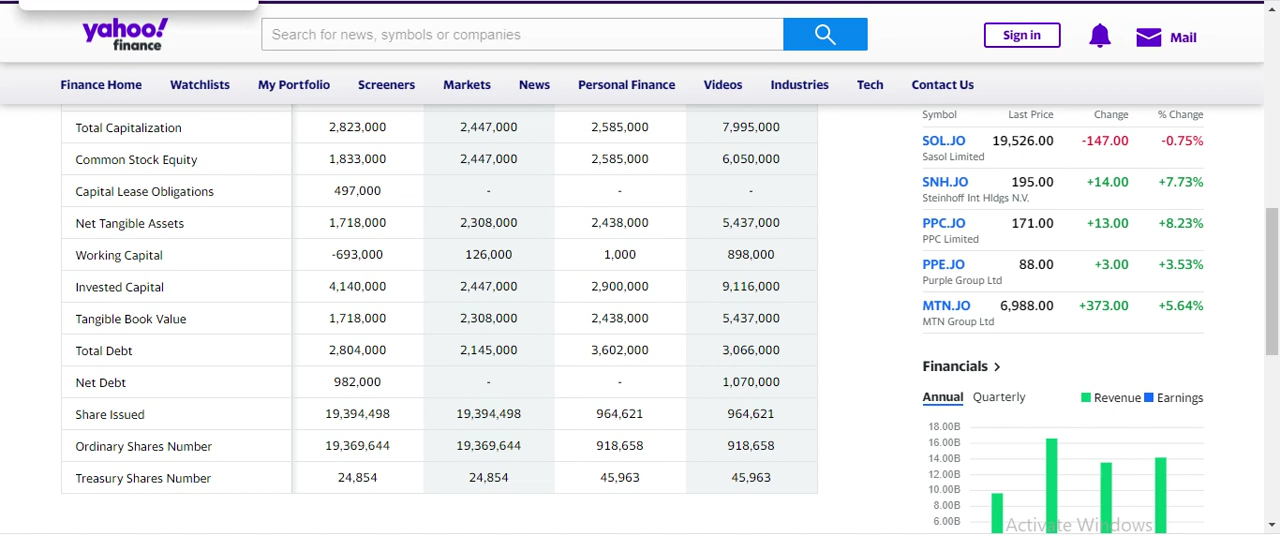 yahoo!
finance
Search for news, symbols or companies
Sign in
Mail
Finance Home Watchlists My Portfolio Screeners Markets News Personal Finance Videos Industries Tech Contact Us
Total Capitalization 2,823,000 2,447,000 2,585,000 7,995,000
Common Stock Equity 1,833,000 2,447,000 2,585,000 6,050,000
Capital Lease Obligations 497,000 - - -
Net Tangible Assets 1,718,000 2,308,000 2,438,000 5,437,000
Working Capital -693,000 126,000 1,000 898,000
Invested Capital 4,140,000 2,447,000 2,900,000 9,116,000
Tangible Book Value 1,718,000 2,308,000 2,438,000 5,437,000
Total Debt 2,804,000 2,145,000 3,602,000 3,066,000
Net Debt 982,000 - - 1,070,000
Share Issued 19,394,498 19,394,498 964,621 964,621
Ordinary Shares Number 19,369,644 19,369,644 918,658 918,658
Treasury Shares Number 24,854 24,854 45,963 45,963
Symbol Last Price Change % Change
SOL.JO 19,526.00 -147.00 -0.75%
Sasol Limited
SNH.JO 195.00 +14.00 +7.73%
Steinhoff Int Hldgs N.V.
PPC.JO 171.00 +13.00 +8.23%
PPC Limited
PPE.JO 88.00 +3.00 +3.53%
Purple Group Ltd
MTN.JO 6,988.00 +373.00 +5.64%
MTN Group Ltd
Financials
Annual Quarterly Revenue Earnings
18.00B
16.00B
14.00B
12.00B
10.00B
8.00B
6.00B
Activate Windows